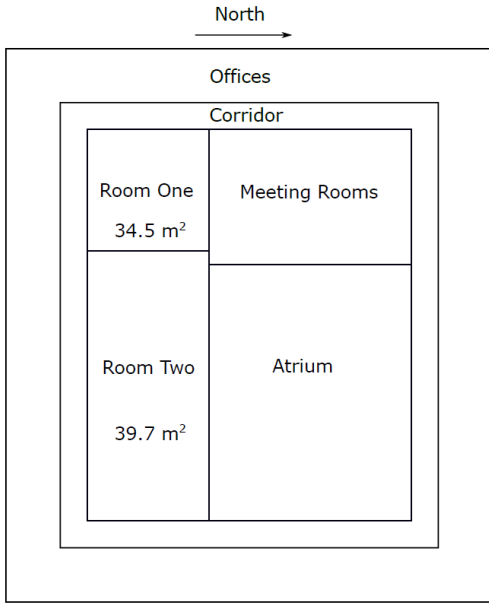 North
Offices
Corridor
Room One
34.5 m²
Meeting Rooms
Room Two
39.7 m²
Atrium